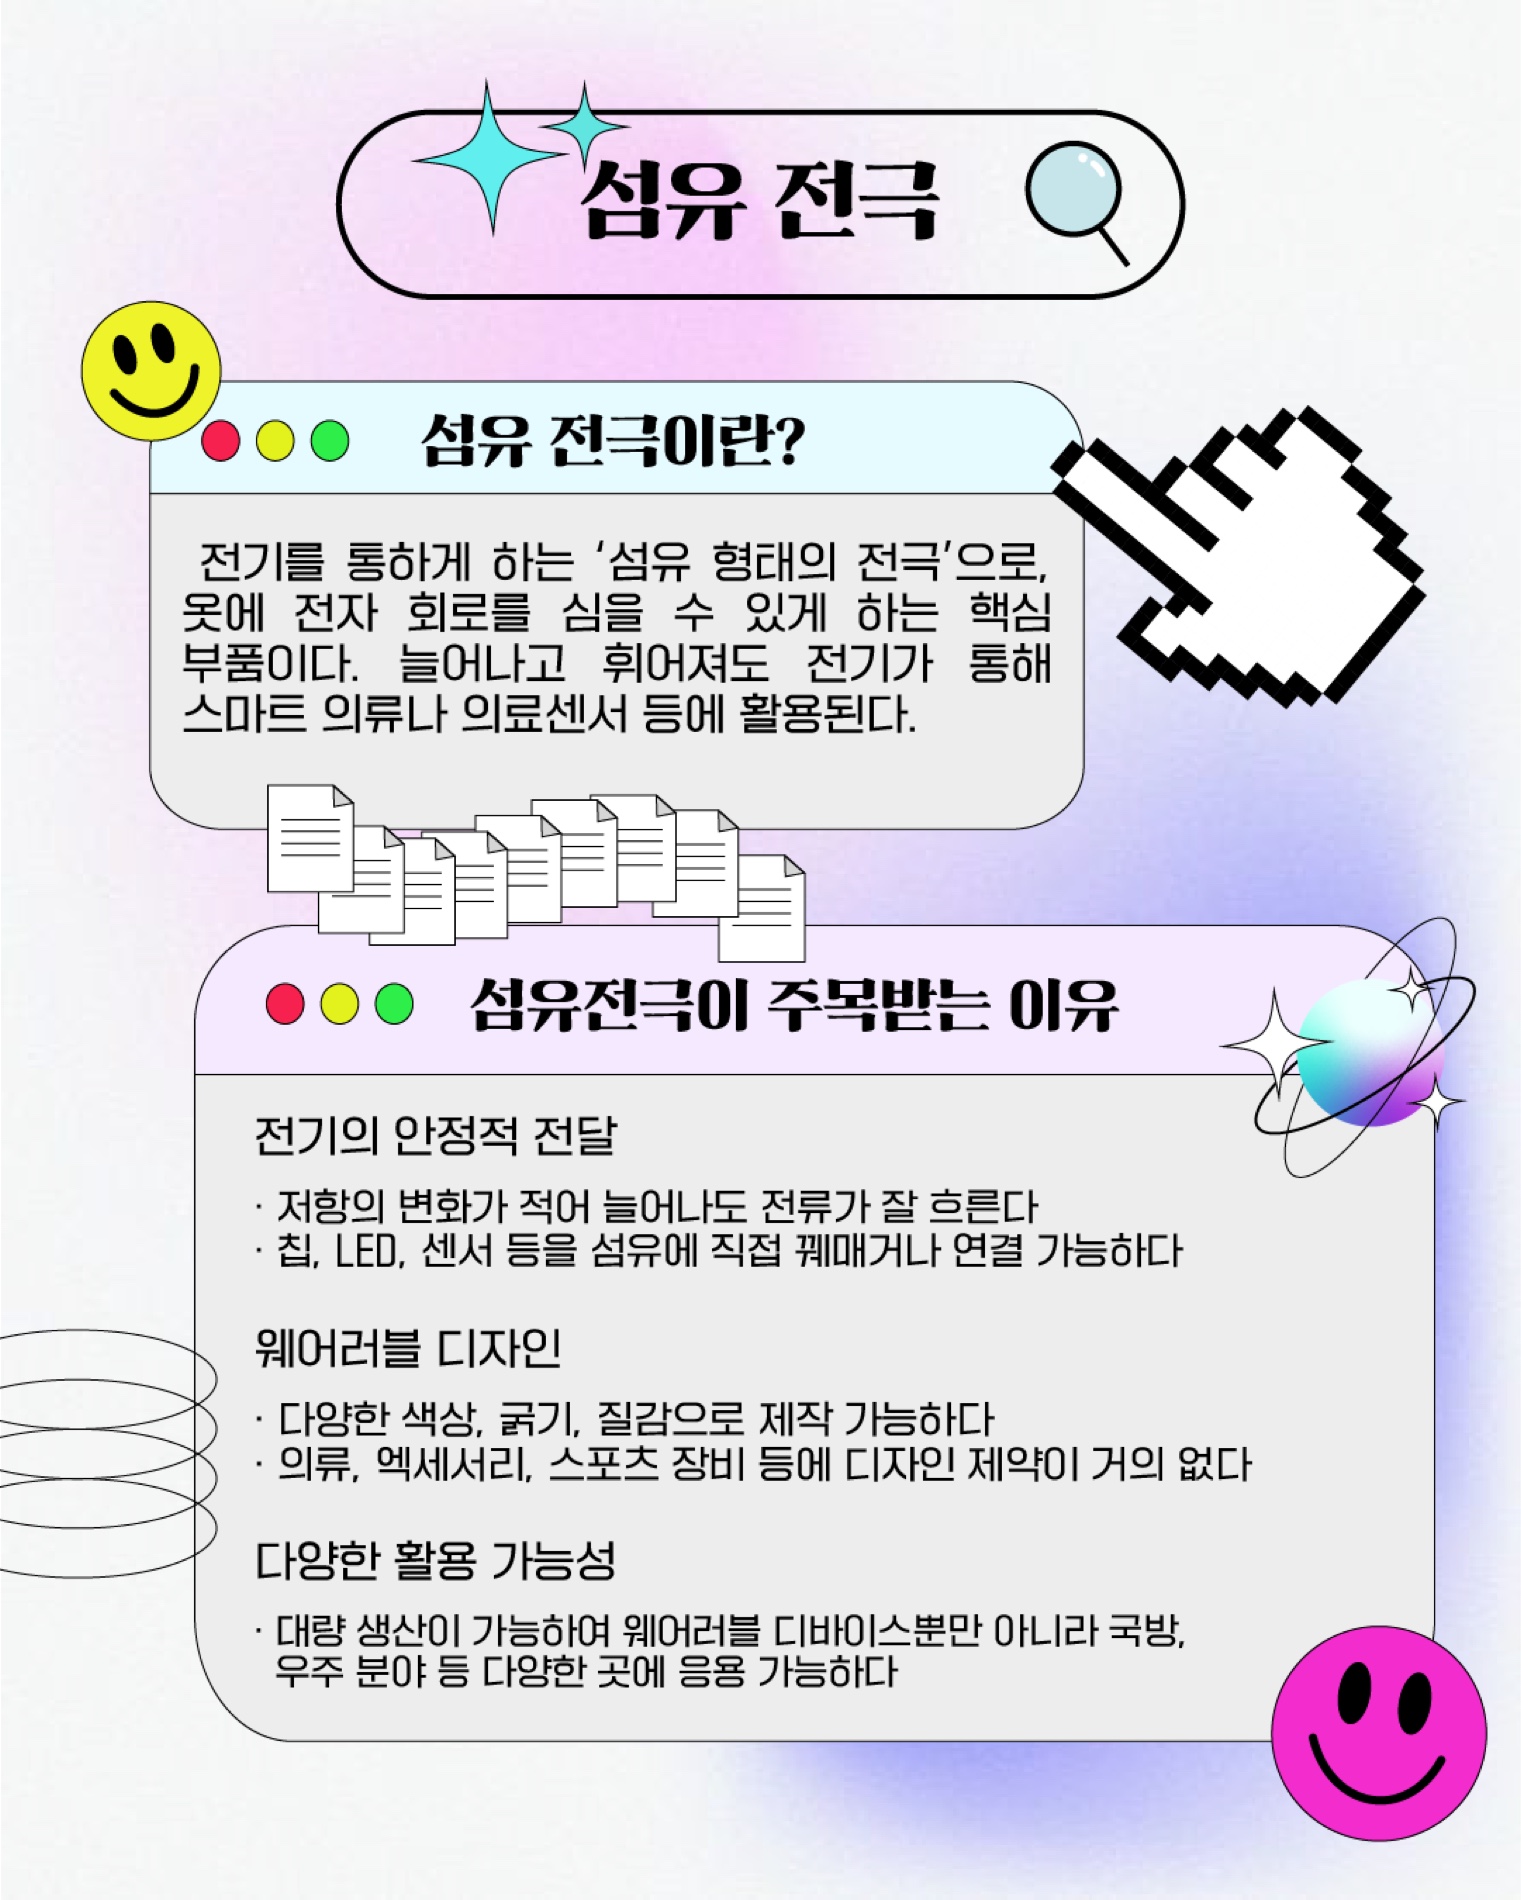 섬유 전극
섬유 전극이란?
전기를 통하게 하는 ‘섬유 형태의 전극’으로,
옷에 전자 회로를 심을 수 있게 하는 핵심
부품이다. 늘어나고 휘어져도 전기가 통해
스마트 의류나 의료센서 등에 활용된다.
섬유전극이 주목받는 이유
전기의 안정적 전달
· 저항의 변화가 적어 늘어나도 전류가 잘 흐른다
· 칩, LED, 센서 등을 섬유에 직접 꿰매거나 연결 가능하다
웨어러블 디자인
· 다양한 색상, 굵기, 질감으로 제작 가능하다
· 의류, 엑세서리, 스포츠 장비 등에 디자인 제약이 거의 없다
다양한 활용 가능성
· 대량 생산이 가능하여 웨어러블 디바이스뿐만 아니라 국방,
우주 분야 등 다양한 곳에 응용 가능하다